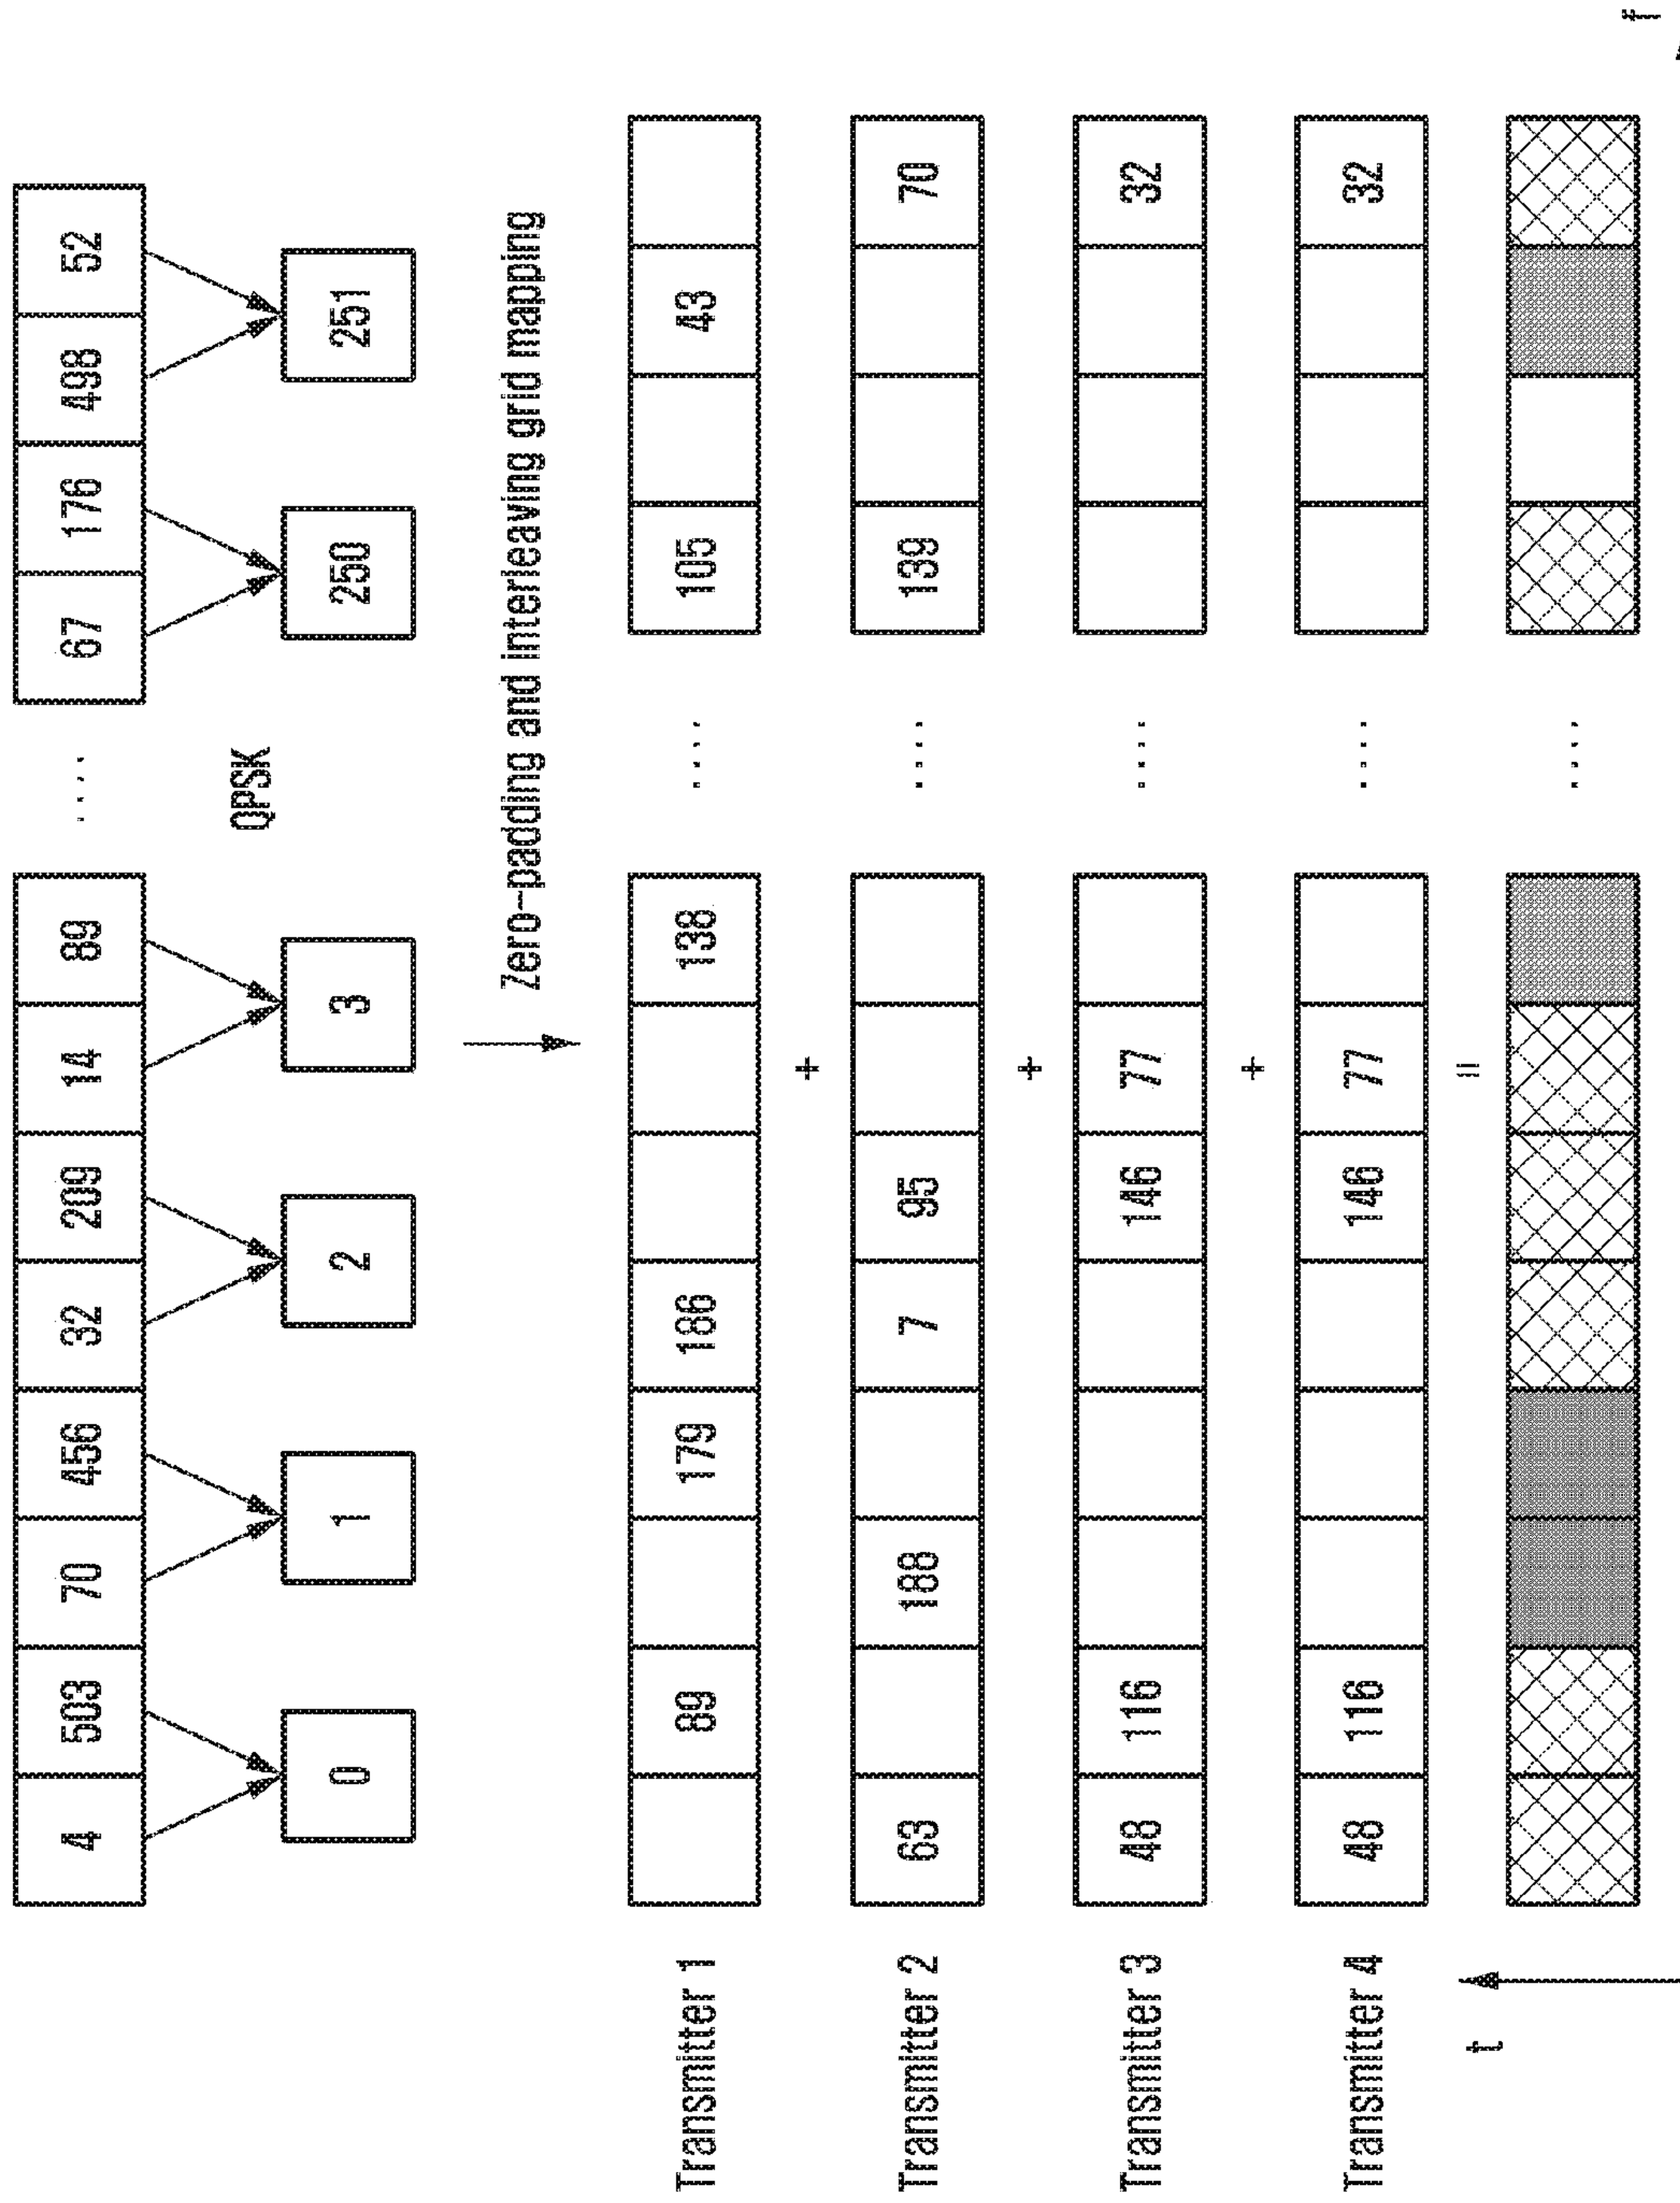 4 503 70 456 32 209 14 89 .... 67 176 498 52
QPSK
0 1 2 3 250 251
Zero-padding and interleaving grid mapping
Transmitter 1 89 179 186 138 .... 105 43
+
Transmitter 2 63 188 7 95 .... 139 70
+
Transmitter 3 48 116 146 77 .... 32
+
Transmitter 4 48 116 146 77 .... 32
=
....
t
f